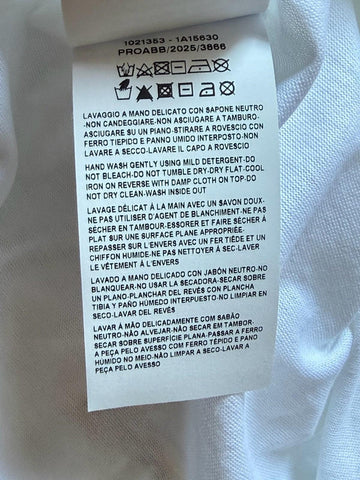 1021353 - 1A15630
PROABB/2025/3666
LAVAGGIO A MANO DELICATO CON SAPONE NEUTRO
-NON CANDEGGIARE-NON ASCIUGARE A TAMBURO-
ASCIUGARE SU UN PIANO-STIRARE A ROVESCIO CON
FERRO TIEPIDO E PANNO UMIDO INTERPOSTO-NON
LAVARE A SECCO-LAVARE IL CAPO A ROVESCIO
HAND WASH GENTLY USING MILD DETERGENT-DO
NOT BLEACH-DO NOT TUMBLE DRY-DRY FLAT-COOL
IRON ON REVERSE WITH DAMP CLOTH ON TOP-DO
NOT DRY CLEAN-WASH INSIDE OUT
LAVAGE DÉLICAT À LA MAIN AVEC UN SAVON DOUX-
NE PAS UTILISER D'AGENT DE BLANCHIMENT-NE PAS
SÉCHER EN TAMBOUR-ESSORER ET FAIRE SÉCHER À
PLAT SUR UNE SURFACE PLANE APPROPRIÉE-
REPASSER SUR L'ENVERS AVEC UN FER TIÈDE ET UN
CHIFFON HUMIDE-NE PAS NETTOYER À SEC-LAVER
LE VÊTEMENT À L'ENVERS
LAVADO A MANO DELICADO CON JABÓN NEUTRO-NO
BLANQUEAR-NO USAR LA SECADORA-SECAR SOBRE
UN PLANO-PLANCHAR DEL REVÉS CON PLANCHA
TIBIA Y PAÑO HÚMEDO INTERPUESTO-NO LIMPIAR EN
SECO-LAVAR DEL REVÉS
LAVAR À MÃO DELICADAMENTE COM SABÃO
NEUTRO-NÃO ALVEJAR-NÃO SECAR EM TAMBOR-
SECAR SOBRE SUPERFÍCIE PLANA-PASSAR A FERRO
A PEÇA PELO AVESSO COM FERRO TÉPIDO E PANO
HÚMIDO NO MEIO-NÃO LIMPAR A SECO-LAVAR A
PEÇA PELO AVESSO